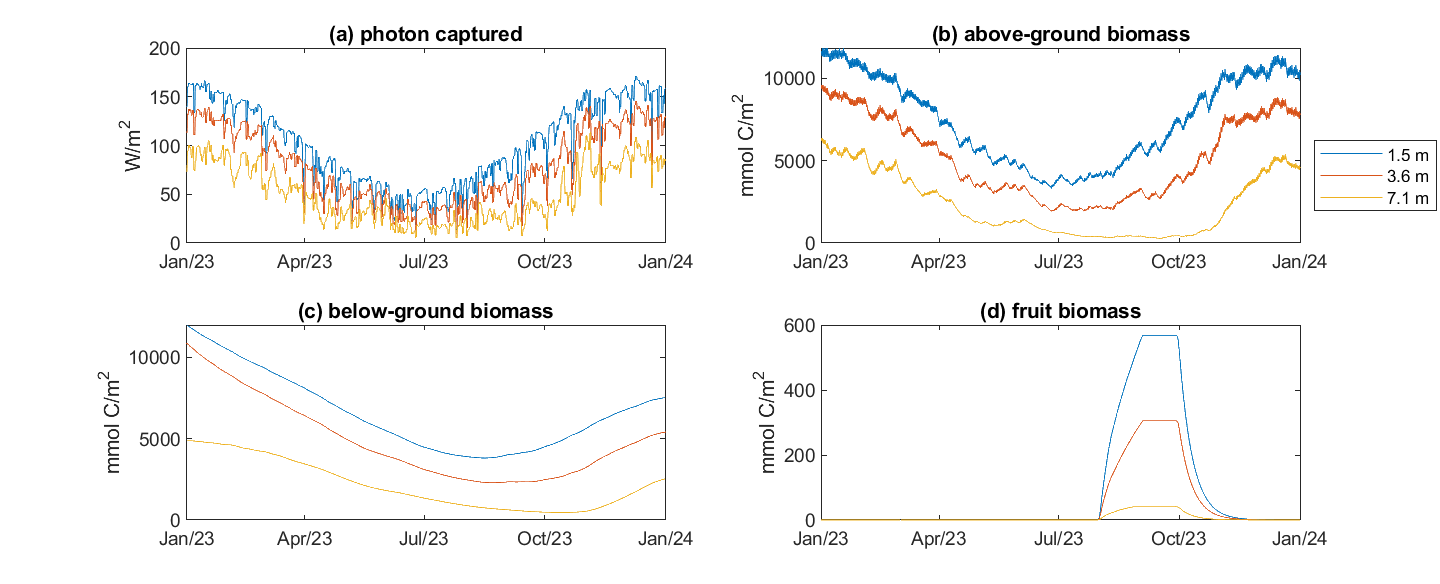 (a) photon captured
200
150
100
50
0
W/m²
Jan/23 Apr/23 Jul/23 Oct/23 Jan/24
(b) above-ground biomass
10000
5000
0
mmol C/m²
Jan/23 Apr/23 Jul/23 Oct/23 Jan/24
1.5 m
3.6 m
7.1 m
(c) below-ground biomass
10000
5000
0
mmol C/m²
Jan/23 Apr/23 Jul/23 Oct/23 Jan/24
(d) fruit biomass
600
400
200
0
mmol C/m²
Jan/23 Apr/23 Jul/23 Oct/23 Jan/24